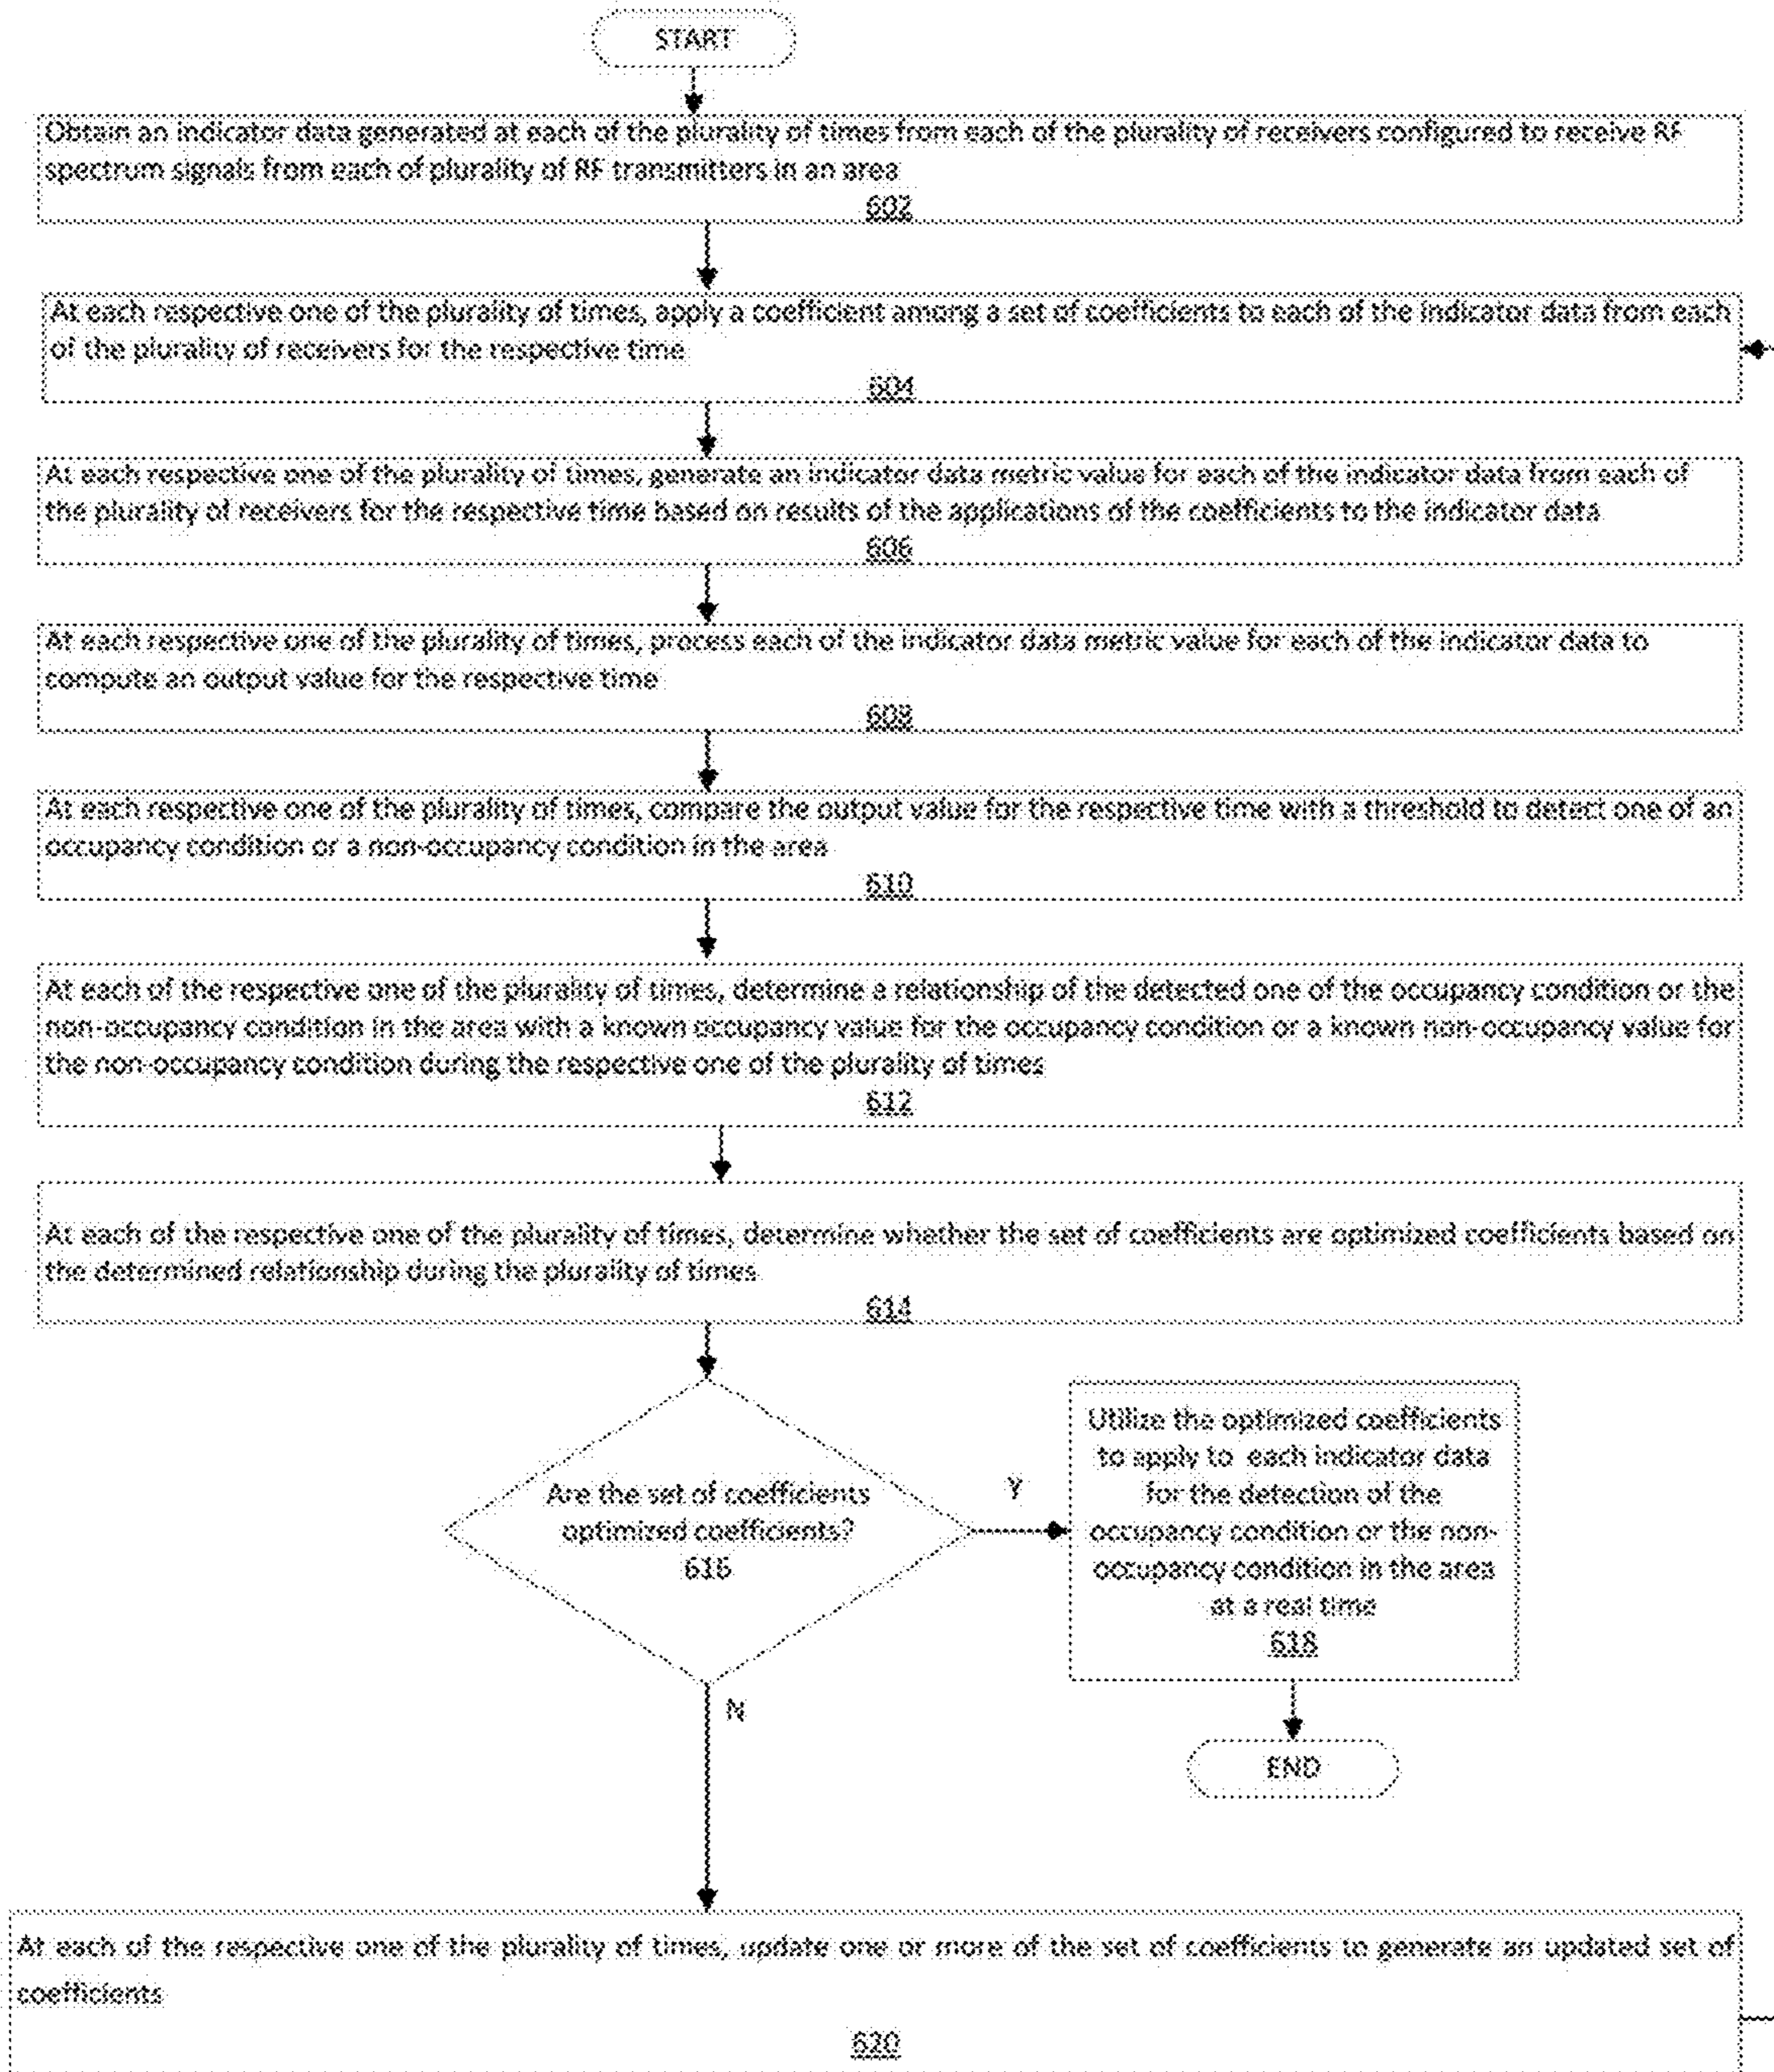 START
Obtain an indicator data generated at each of the plurality of times from each of the plurality of receivers configured to receive RF
spectrum signals from each of plurality of RF transmitters in an area
602
At each respective one of the plurality of times, apply a coefficient among a set of coefficients to each of the indicator data from each
of the plurality of receivers for the respective time
604
At each respective one of the plurality of times, generate an indicator data metric value for each of the indicator data from each of
the plurality of receivers for the respective time based on results of the applications of the coefficients to the indicator data
606
At each respective one of the plurality of times, process each of the indicator data metric value for each of the indicator data to
compute an output value for the respective time
608
At each respective one of the plurality of times, compare the output value for the respective time with a threshold to detect one of an
occupancy condition or a non-occupancy condition in the area
610
At each of the respective one of the plurality of times, determine a relationship of the detected one of the occupancy condition or the
non-occupancy condition in the area with a known occupancy value for the occupancy condition or a known non-occupancy value for
the non-occupancy condition during the respective one of the plurality of times
612
At each of the respective one of the plurality of times, determine whether the set of coefficients are optimized coefficients based on
the determined relationship during the plurality of times
614
Are the set of coefficients
optimized coefficients?
616
Y
Utilize the optimized coefficients
to apply to each indicator data
for the detection of the
occupancy condition or the non-
occupancy condition in the area
at a real time
618
N
END
At each of the respective one of the plurality of times, update one or more of the set of coefficients to generate an updated set of
coefficients
620